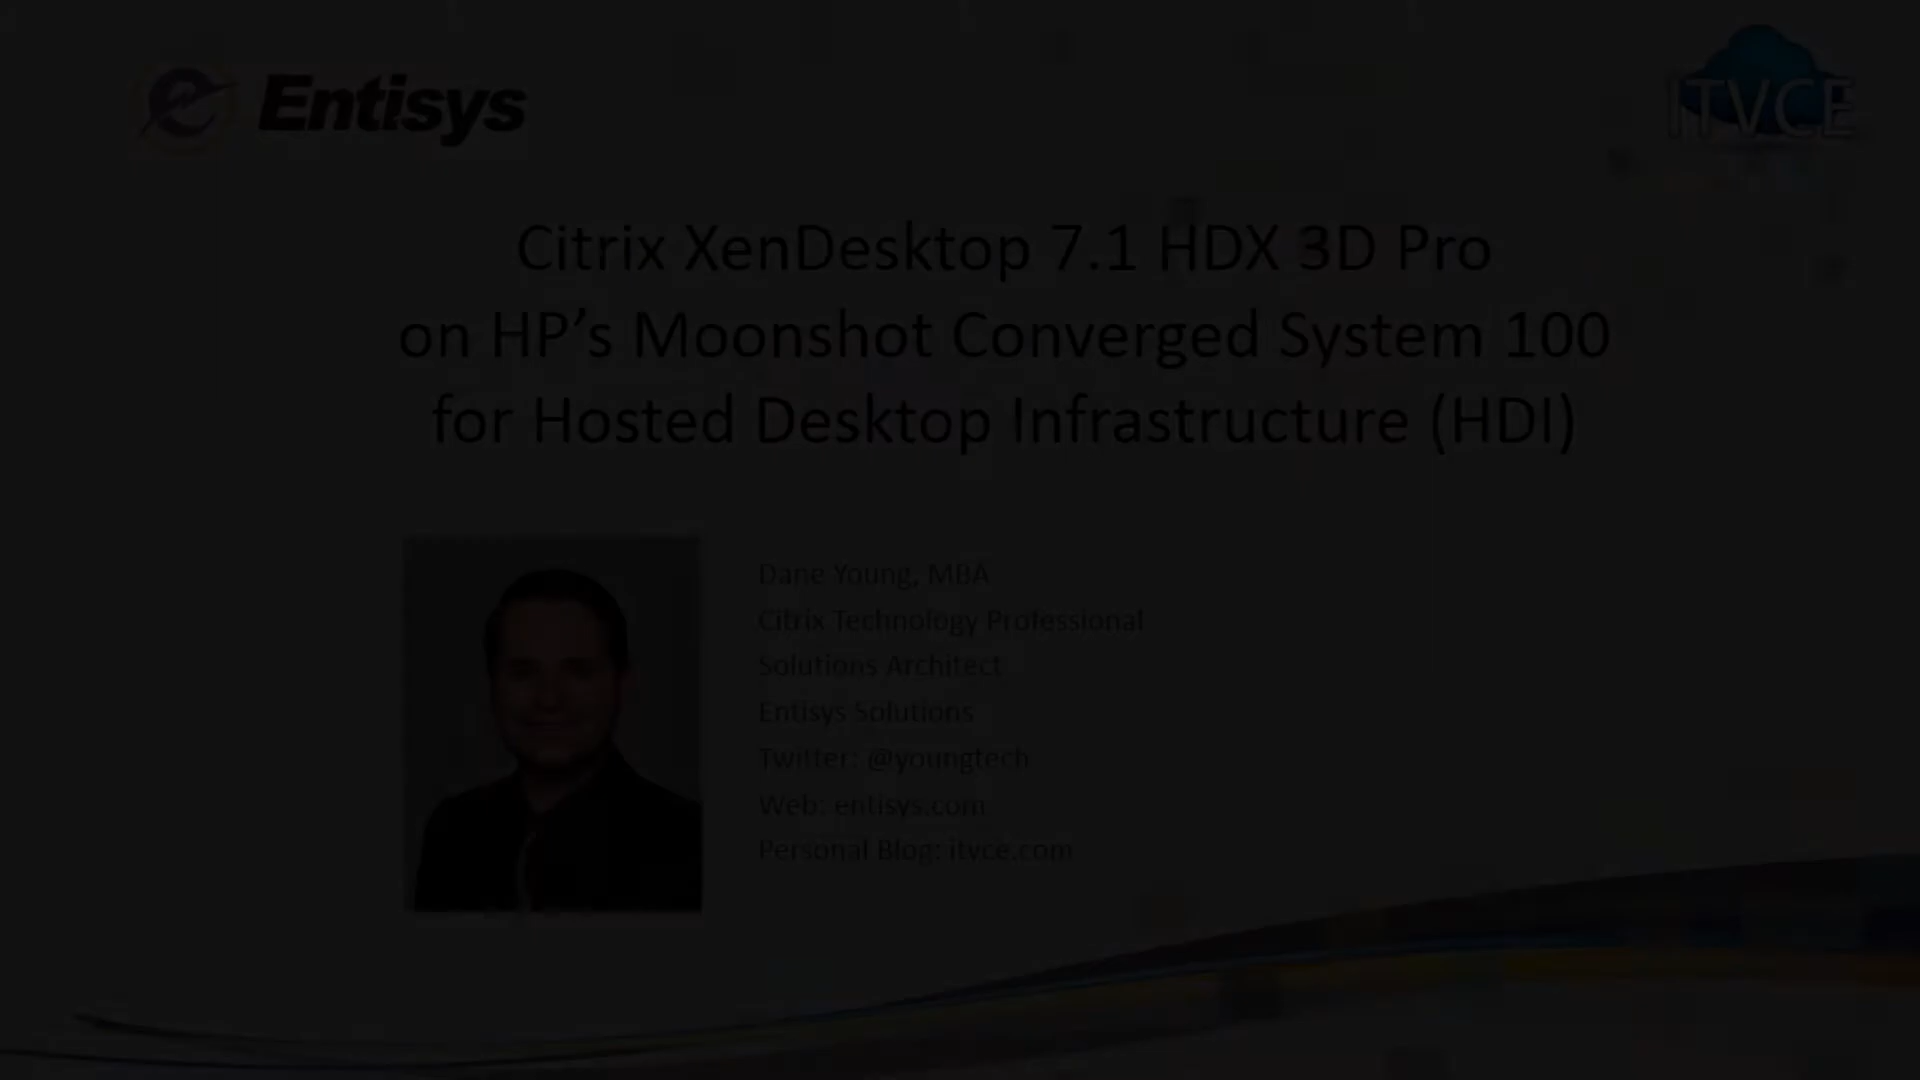 Entisys
ITVCE
Citrix XenDesktop 7.1 HDX 3D Pro
on HP’s Moonshot Converged System 100
for Hosted Desktop Infrastructure (HDI)
Dane Young, MBA
Citrix Technology Professional
Solutions Architect
Entisys Solutions
Twitter: @youngtech
Web: entisys.com
Personal Blog: itvce.com